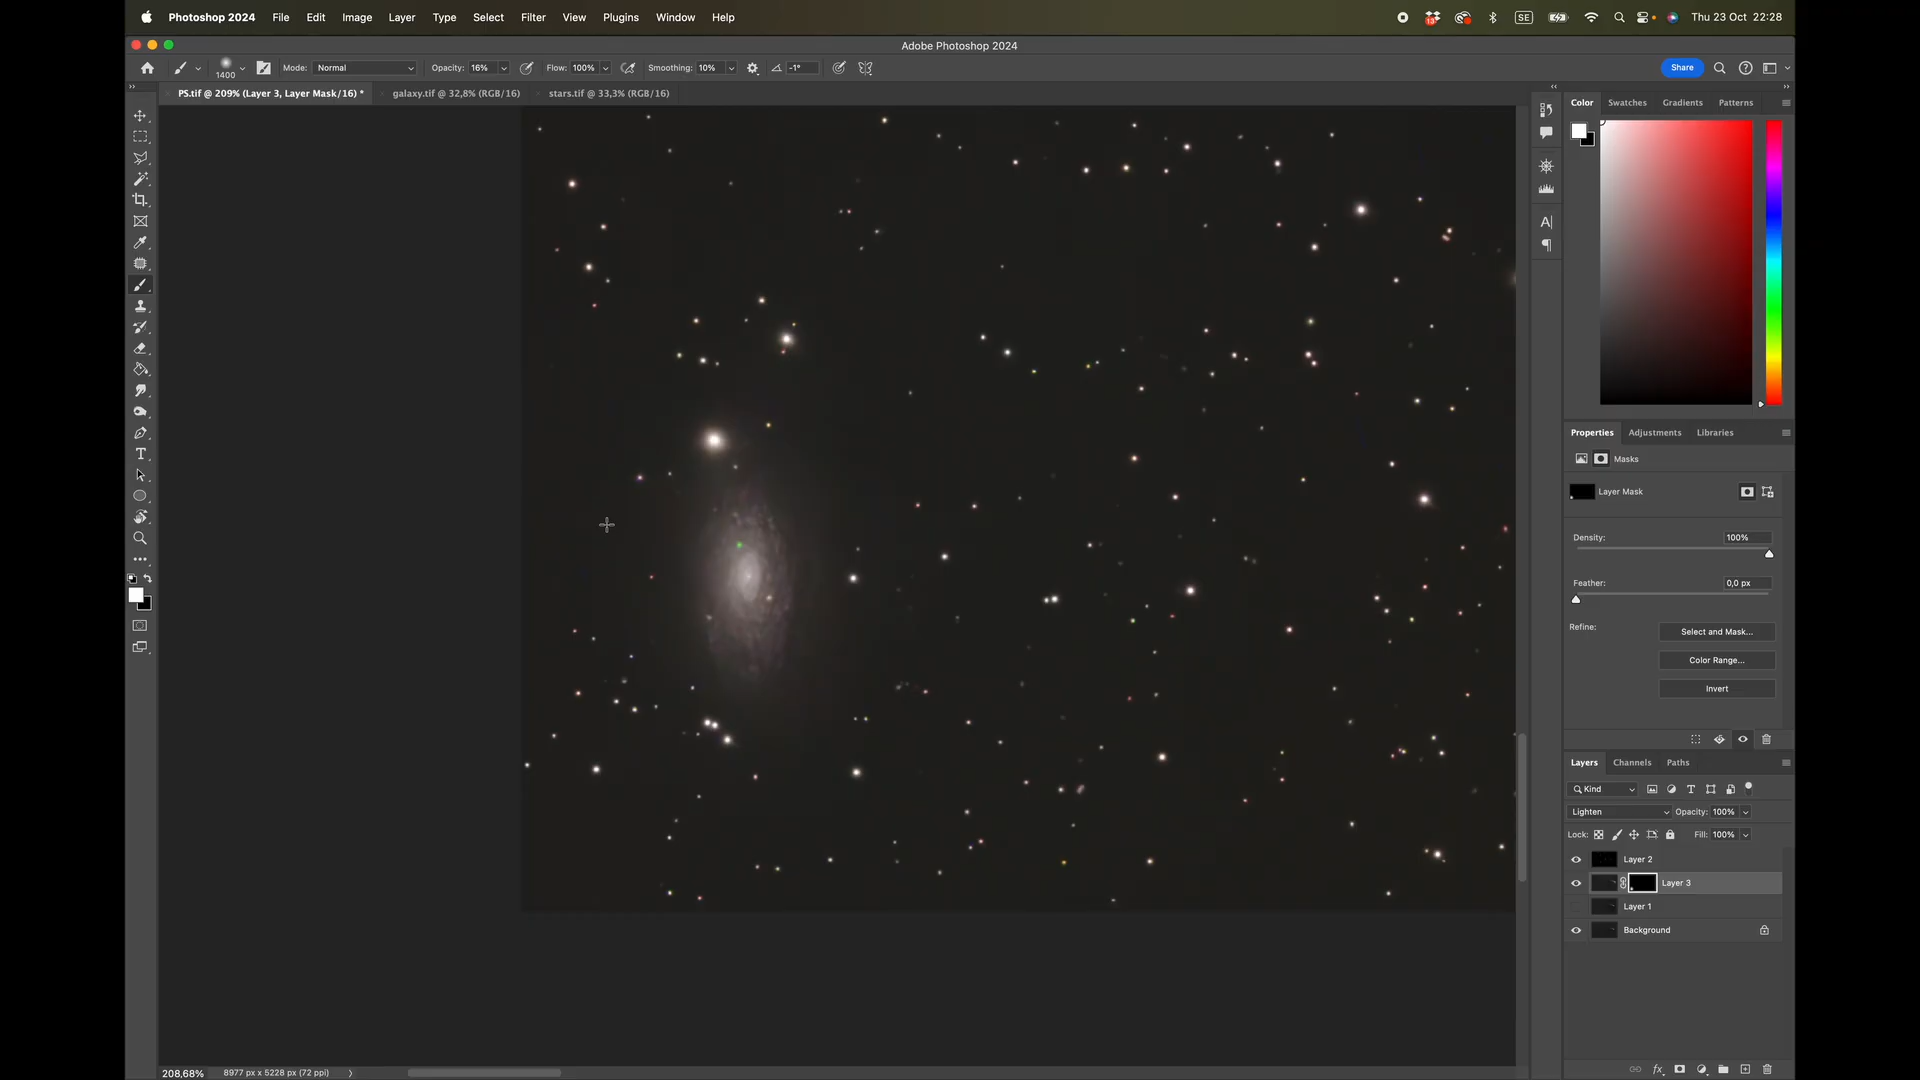 Photoshop 2024 File Edit Image Layer Type Select Filter View Plugins Window Help 13 SE Thu 23 Oct 22:28
Adobe Photoshop 2024
1400 Mode: Normal Opacity: 16% Flow: 100% Smoothing: 10% -1° Share
PS.tif @ 209% (Layer 3, Layer Mask/16) * galaxy.tif @ 32,8% (RGB/16) stars.tif @ 33,3% (RGB/16)
Color Swatches Gradients Patterns
Properties Adjustments Libraries
Masks
Layer Mask
Density: 100%
Feather: 0,0 px
Refine: Select and Mask...
Color Range...
Invert
Layers Channels Paths
Kind
Lighten Opacity: 100%
Lock: Fill: 100%
Layer 2
Layer 3
Layer 1
Background
208,68% 8977 px x 5228 px (72 ppi)